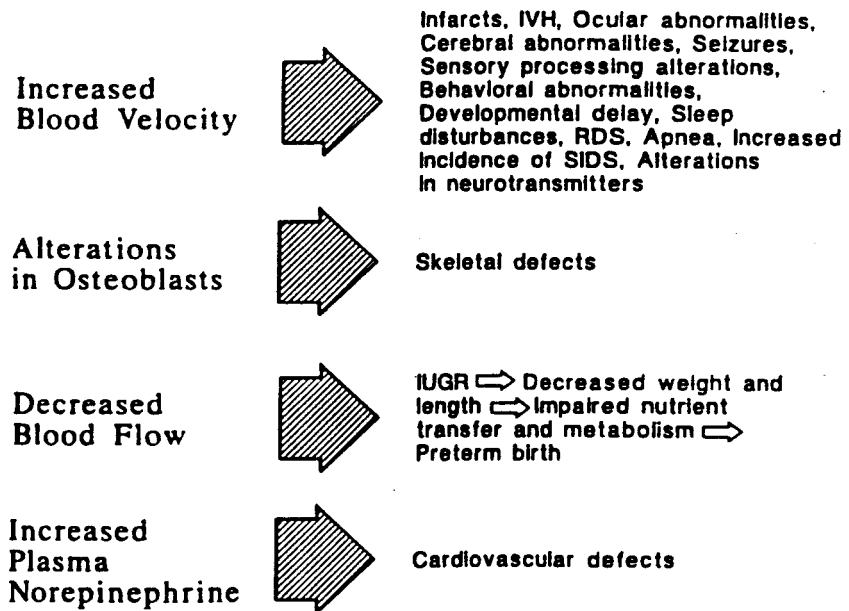 Increased
Blood Velocity
Infarcts, IVH, Ocular abnormalities,
Cerebral abnormalities, Seizures,
Sensory processing alterations,
Behavioral abnormalities,
Developmental delay, Sleep
disturbances, RDS, Apnea, Increased
Incidence of SIDS, Alterations
in neurotransmitters
Alterations
in Osteoblasts
Skeletal defects
Decreased
Blood Flow
IUGR ⇨ Decreased weight and
length ⇨ Impaired nutrient
transfer and metabolism ⇨
Preterm birth
Increased
Plasma
Norepinephrine
Cardiovascular defects